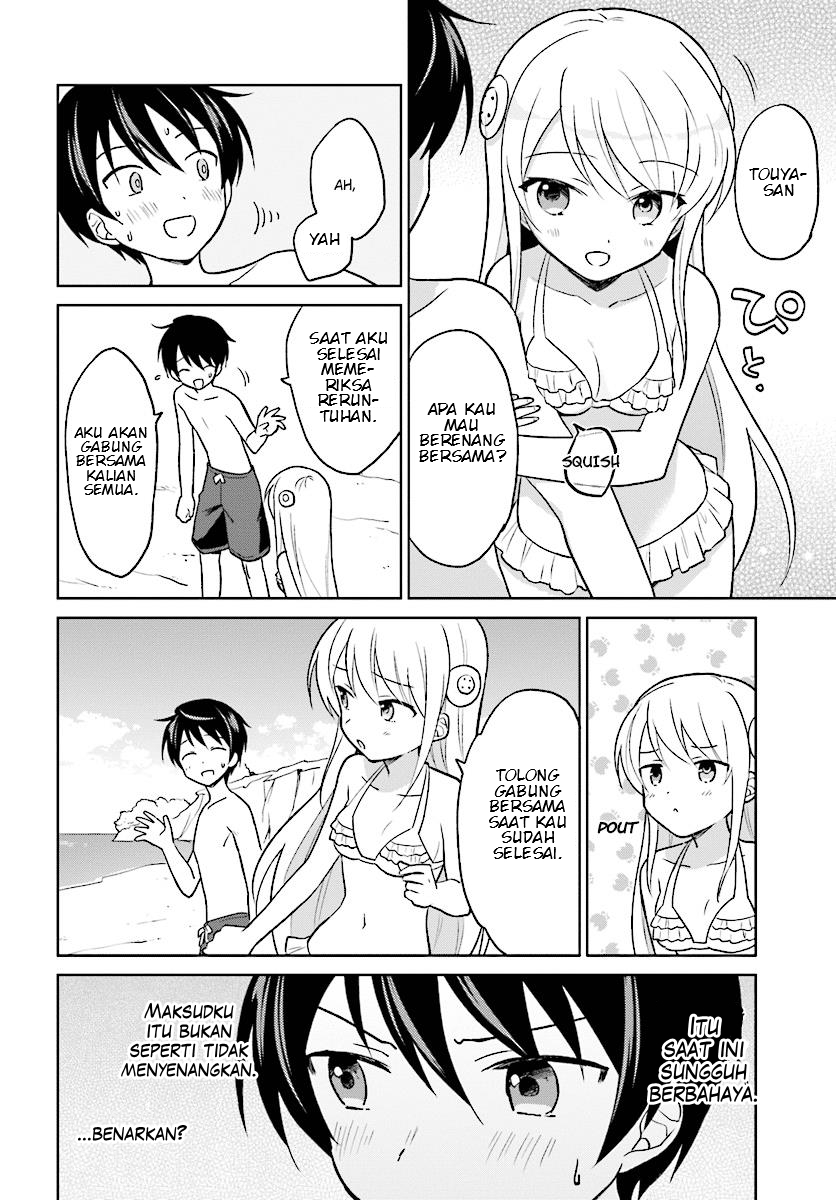 TOUYA-
SAN
ぴと。
APA KAU
MAU
BERENANG
BERSAMA?
SQUISH
AH,
YAH
SAAT AKU
SELESAI
MEME-
RIKSA
RERUN-
TUHAN.
AKU AKAN
GABUNG
BERSAMA
KALIAN
SEMUA.
POUT
TOLONG
GABUNG
BERSAMA
SAAT KAU
SUDAH
SELESAI.
ITU
SAAT INI
SUNGGUH
BERBAHAYA.
MAKSUDKU
ITU BUKAN
SEPERTI TIDAK
MENYENANGKAN.
...BENARKAN?